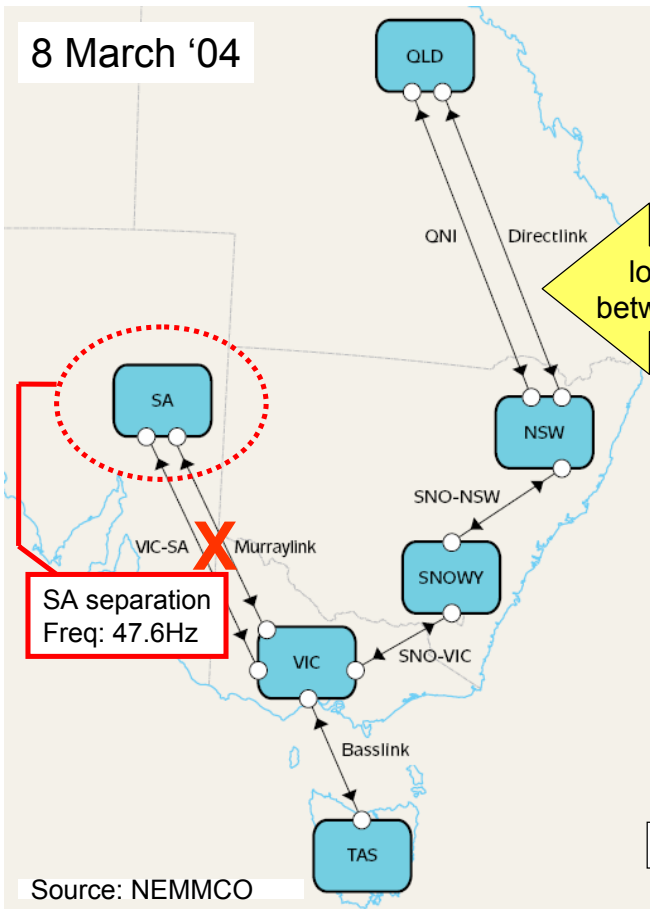 8 March ‘04
QLD
QNI
Directlink
SA
NSW
SNO-NSW
VIC-SA
X
Murraylink
SNOWY
SA separation
Freq: 47.6Hz
VIC
SNO-VIC
Basslink
TAS
Source: NEMMCO